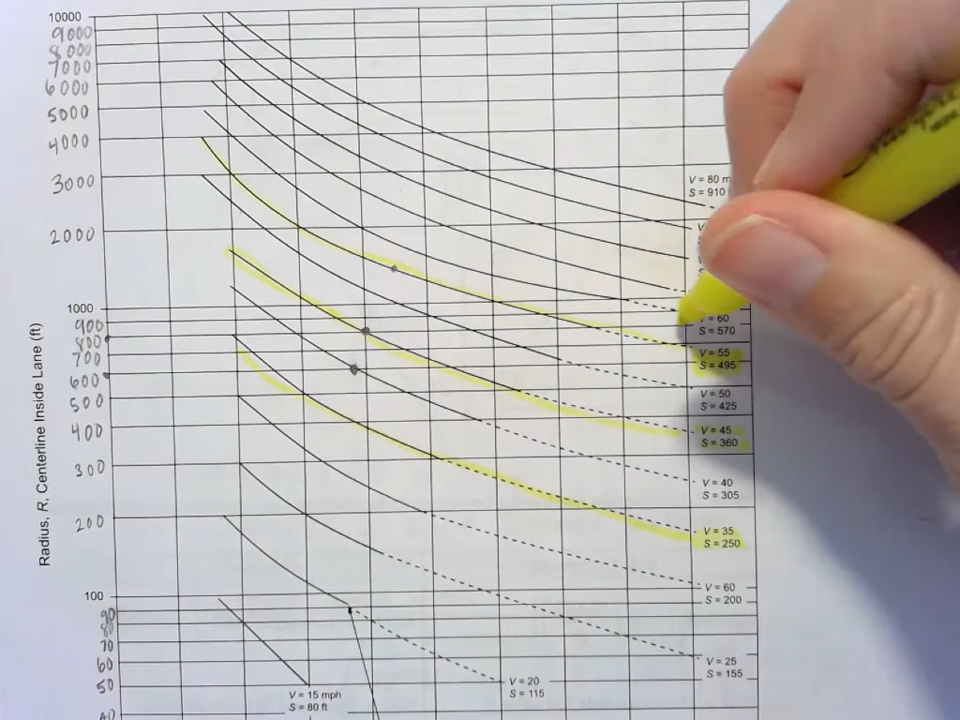 10000
9000
8000
7000
6000
5000
4000
3000
2000
1000
900
800
700
600
500
400
300
200
100
90
80
70
60
50
40
Radius, R, Centerline Inside Lane (ft)
V = 80 m
S = 910
V = 60
S = 570
V = 55
S = 495
V = 50
S = 425
V = 45
S = 360
V = 40
S = 305
V = 35
S = 250
V = 60
S = 200
V = 25
S = 155
V = 20
S = 115
V = 15 mph
S = 80 ft